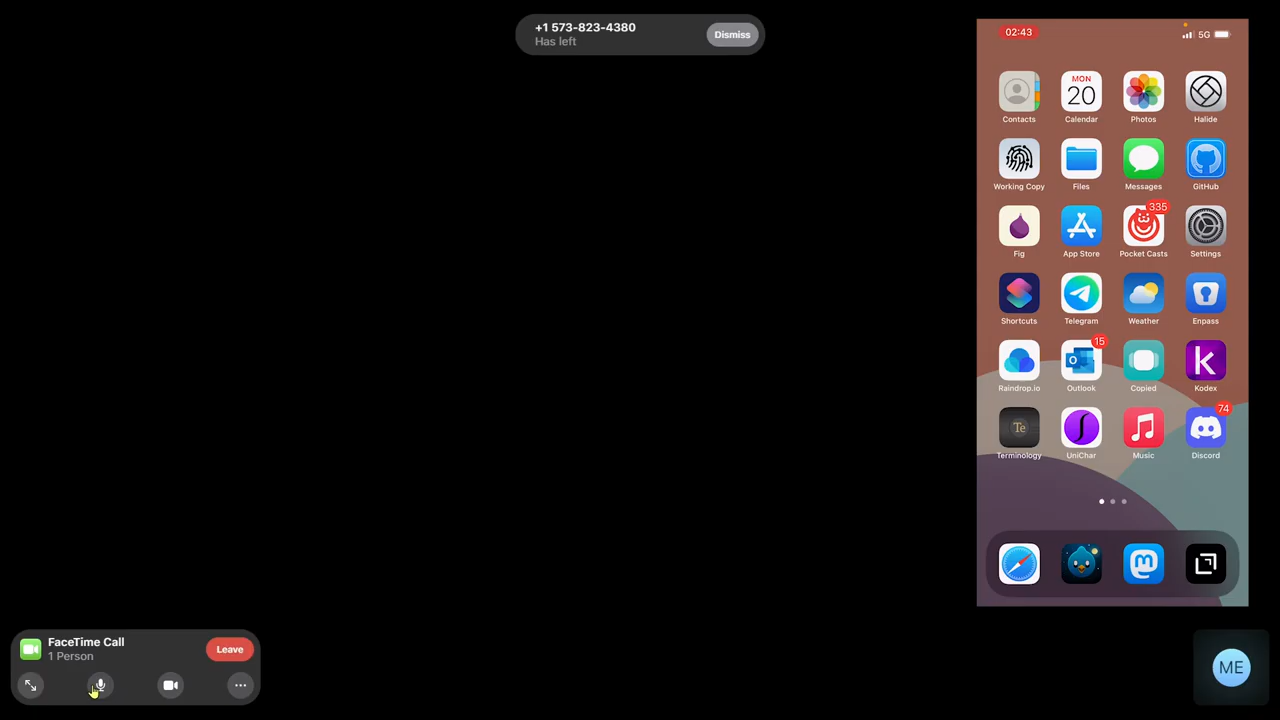 +1 573-823-4380
Has left
Dismiss
02:43
5G
MON
20
Contacts
Calendar
Photos
Halide
Working Copy
Files
Messages
GitHub
335
Fig
App Store
Pocket Casts
Settings
Shortcuts
Telegram
Weather
Enpass
15
Raindrop.io
Outlook
Copied
Kodex
74
Te
Terminology
UniChar
Music
Discord
FaceTime Call
1 Person
Leave
ME